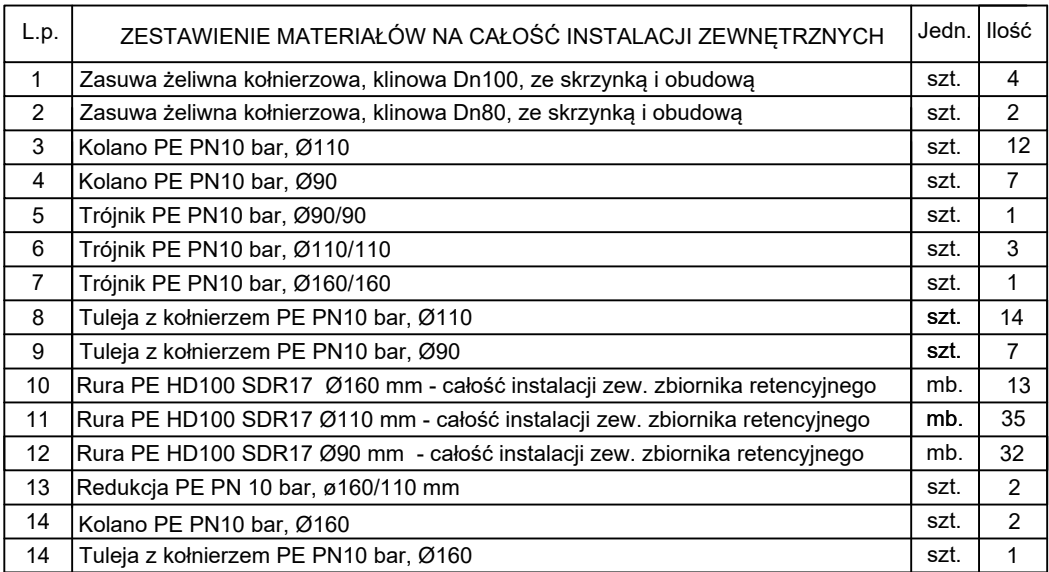 L.p. ZESTAWIENIE MATERIAŁÓW NA CAŁOŚĆ INSTALACJI ZEWNĘTRZNYCH Jedn. Ilość
1 Zasuwa żeliwna kołnierzowa, klinowa Dn100, ze skrzynką i obudową szt. 4
2 Zasuwa żeliwna kołnierzowa, klinowa Dn80, ze skrzynką i obudową szt. 2
3 Kolano PE PN10 bar, Ø110 szt. 12
4 Kolano PE PN10 bar, Ø90 szt. 7
5 Trójnik PE PN10 bar, Ø90/90 szt. 1
6 Trójnik PE PN10 bar, Ø110/110 szt. 3
7 Trójnik PE PN10 bar, Ø160/160 szt. 1
8 Tuleja z kołnierzem PE PN10 bar, Ø110 szt. 14
9 Tuleja z kołnierzem PE PN10 bar, Ø90 szt. 7
10 Rura PE HD100 SDR17 Ø160 mm - całość instalacji zew. zbiornika retencyjnego mb. 13
11 Rura PE HD100 SDR17 Ø110 mm - całość instalacji zew. zbiornika retencyjnego mb. 35
12 Rura PE HD100 SDR17 Ø90 mm - całość instalacji zew. zbiornika retencyjnego mb. 32
13 Redukcja PE PN 10 bar, ø160/110 mm szt. 2
14 Kolano PE PN10 bar, Ø160 szt. 2
14 Tuleja z kołnierzem PE PN10 bar, Ø160 szt. 1